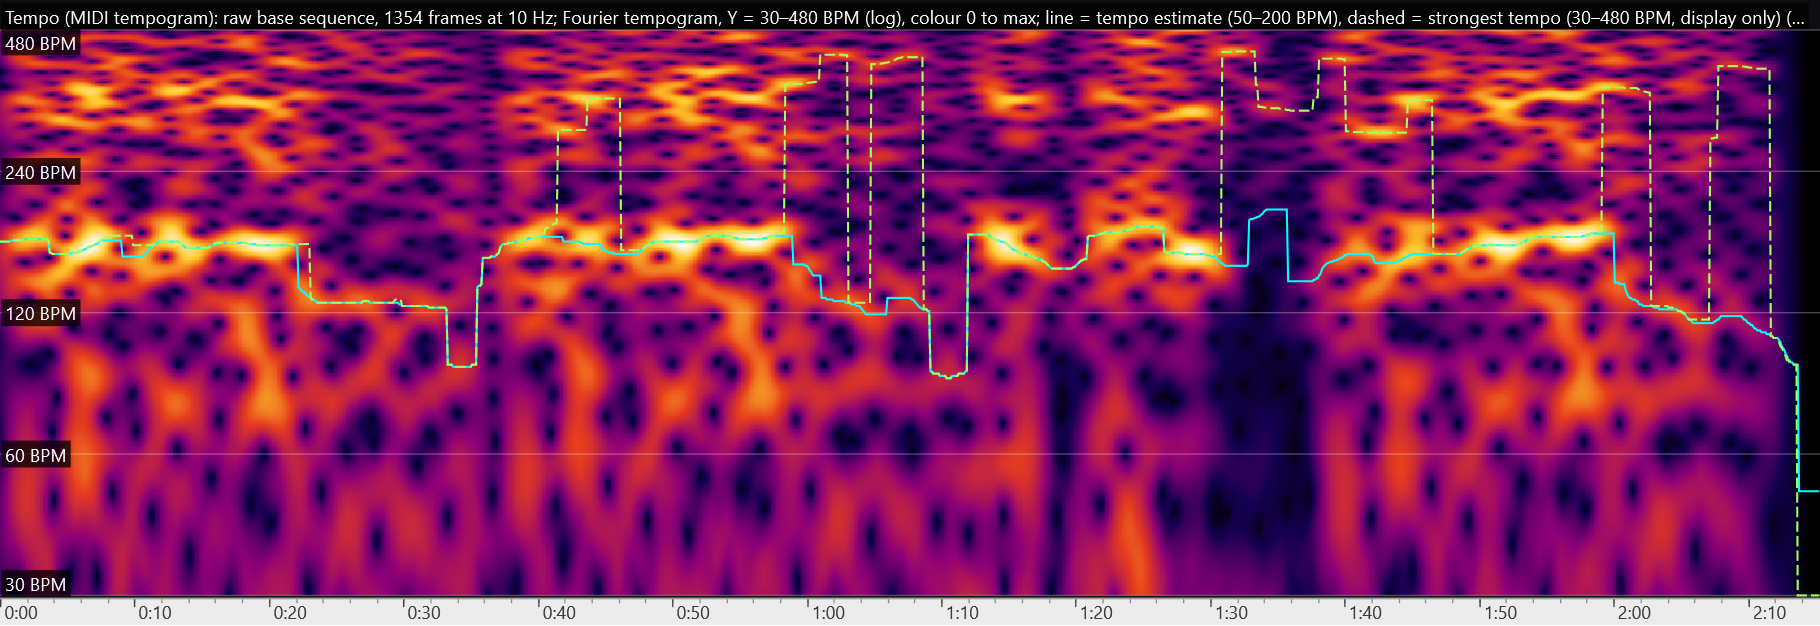 Tempo (MIDI tempogram): raw base sequence, 1354 frames at 10 Hz; Fourier tempogram, Y = 30–480 BPM (log), colour 0 to max; line = tempo estimate (50–200 BPM), dashed = strongest tempo (30–480 BPM, display only) (...
480 BPM
240 BPM
120 BPM
60 BPM
30 BPM
0:00 0:10 0:20 0:30 0:40 0:50 1:00 1:10 1:20 1:30 1:40 1:50 2:00 2:10